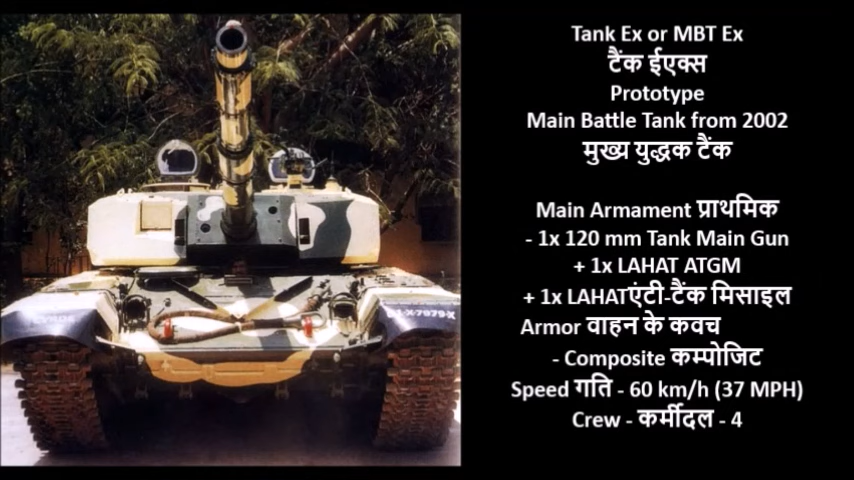 Tank Ex or MBT Ex
टैंक ईएक्स
Prototype
Main Battle Tank from 2002
मुख्य युद्धक टैंक
Main Armament प्राथमिक
- 1x 120 mm Tank Main Gun
+ 1x LAHAT ATGM
+ 1x LAHATएंटी-टैंक मिसाइल
Armor वाहन के कवच
- Composite कम्पोजिट
Speed गति - 60 km/h (37 MPH)
Crew - कर्मीदल - 4